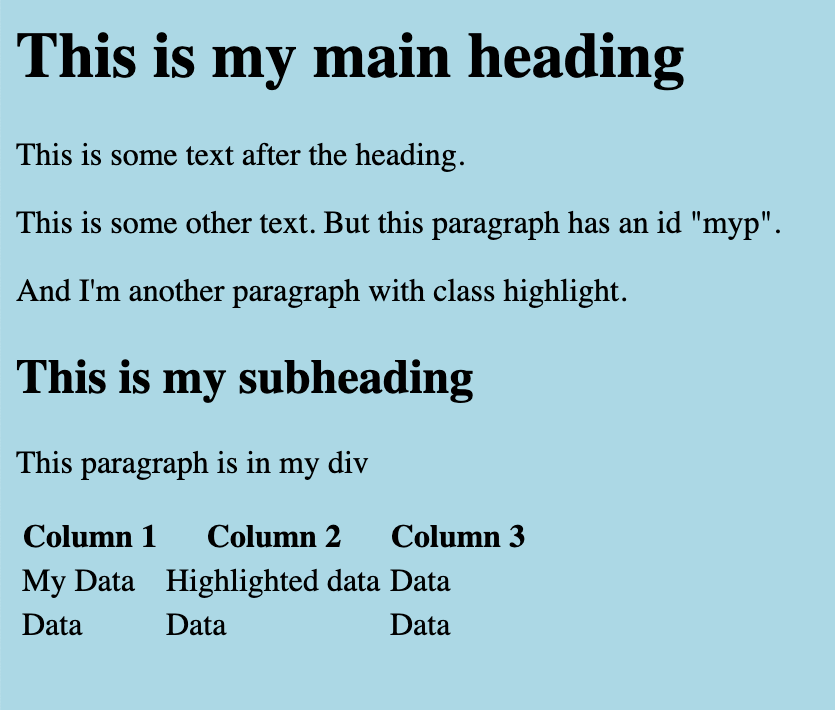 This is my main heading
This is some text after the heading.
This is some other text. But this paragraph has an id "myp".
And I'm another paragraph with class highlight.
This is my subheading
This paragraph is in my div
Column 1 Column 2 Column 3
My Data Highlighted data Data
Data Data Data